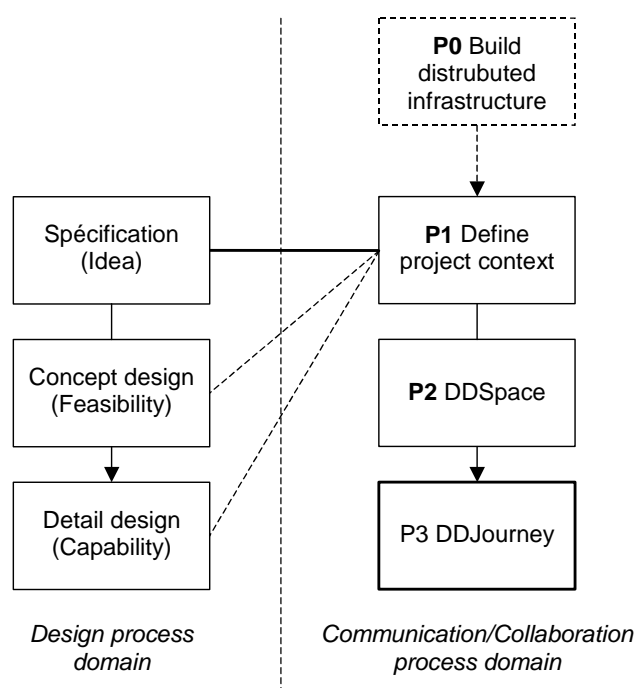 P0 Build
distrubuted
infrastructure
Spécification
(Idea)
P1 Define
project context
Concept design
(Feasibility)
P2 DDSpace
Detail design
(Capability)
P3 DDJourney
Design process
domain
Communication/Collaboration
process domain